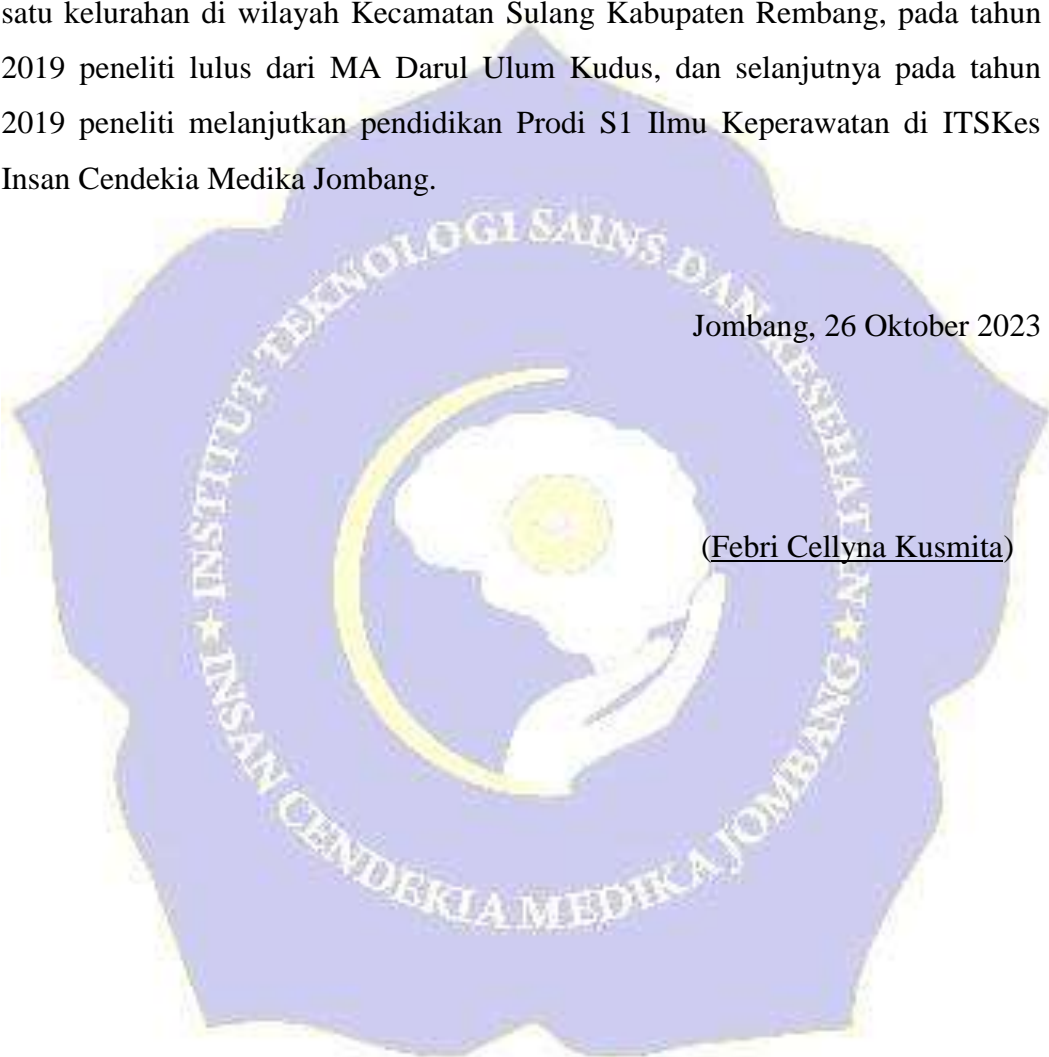 satu kelurahan di wilayah Kecamatan Sulang Kabupaten Rembang, pada tahun
2019 peneliti lulus dari MA Darul Ulum Kudus, dan selanjutnya pada tahun
2019 peneliti melanjutkan pendidikan Prodi S1 Ilmu Keperawatan di ITSKes
Insan Cendekia Medika Jombang.
INSTITUT TEKNOLOGI SAINS DAN KESEHATAN
Jombang, 26 Oktober 2023
(Febri Cellyna Kusmita)
INSAN CENDEKIA MEDIKA JOMBANG